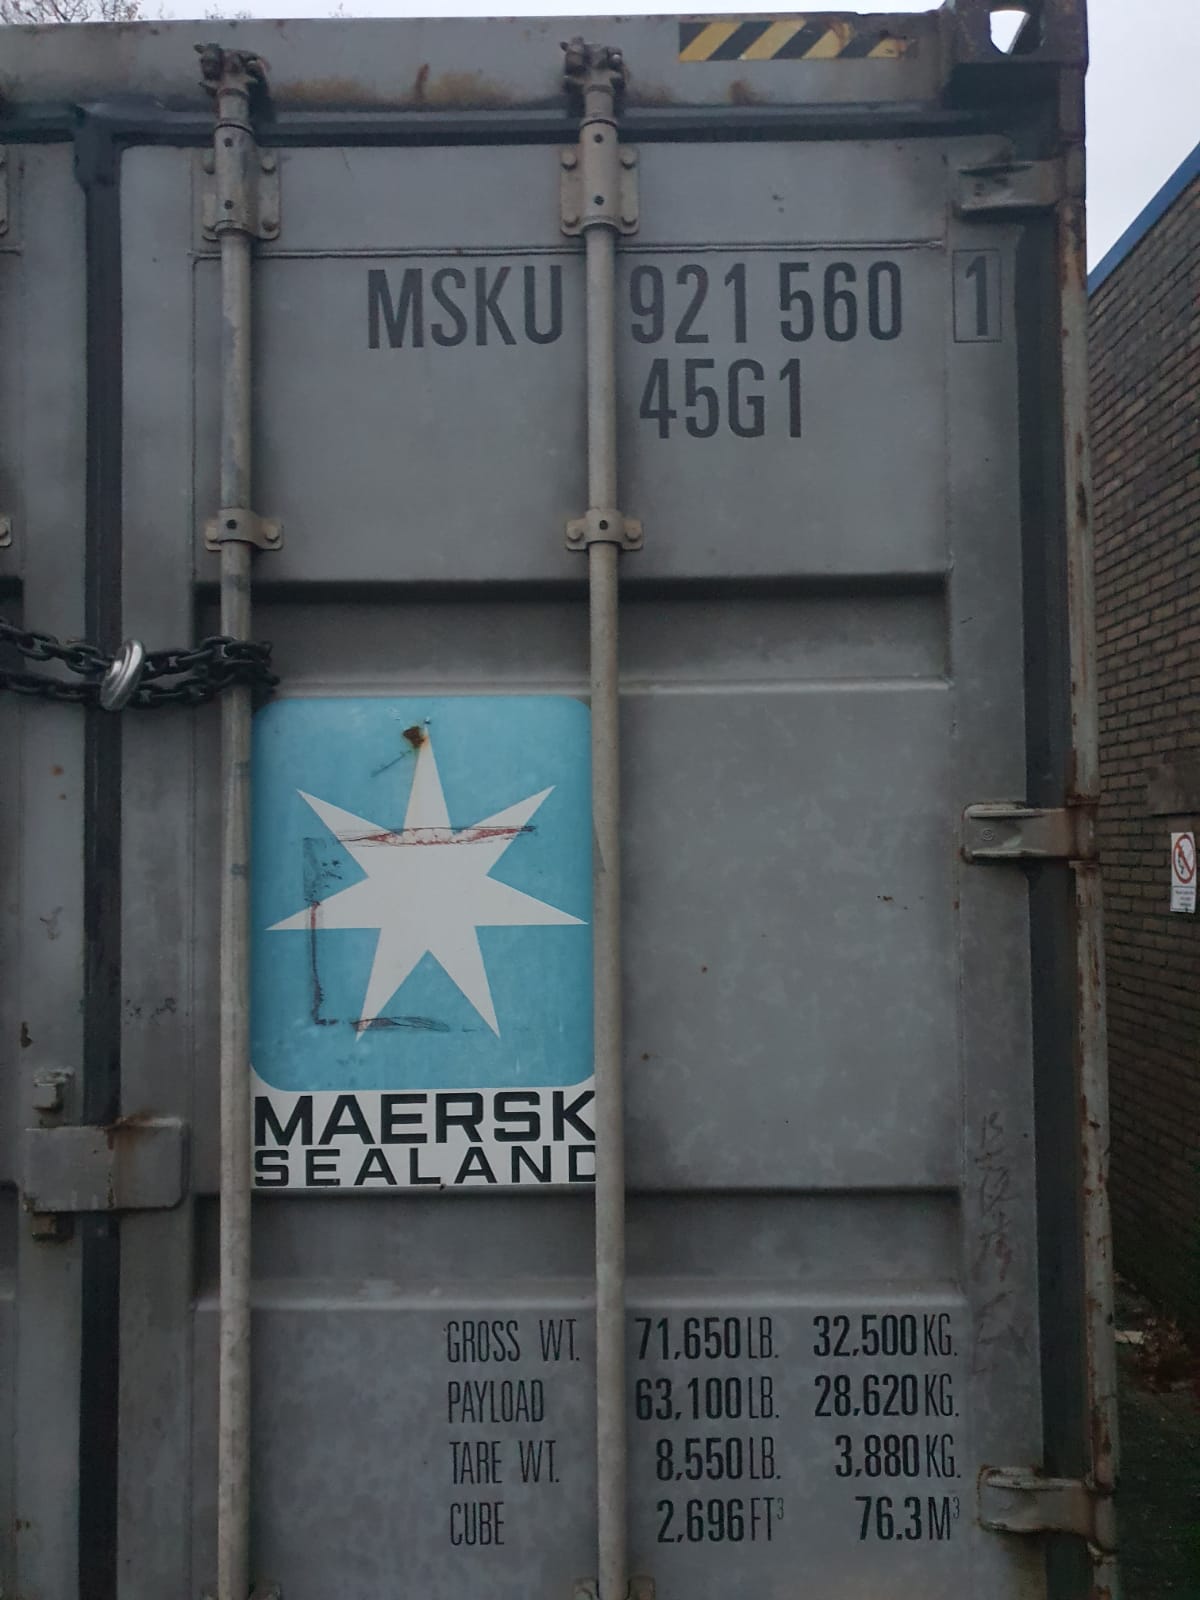 MSKU 921 560 1
45G1
MAERSK
SEALAND
GROSS WT. 71,650 LB. 32,500 KG.
PAYLOAD 63,100 LB. 28,620 KG.
TARE WT. 8,550 LB. 3,880 KG.
CUBE 2,696 FT³ 76.3 M³